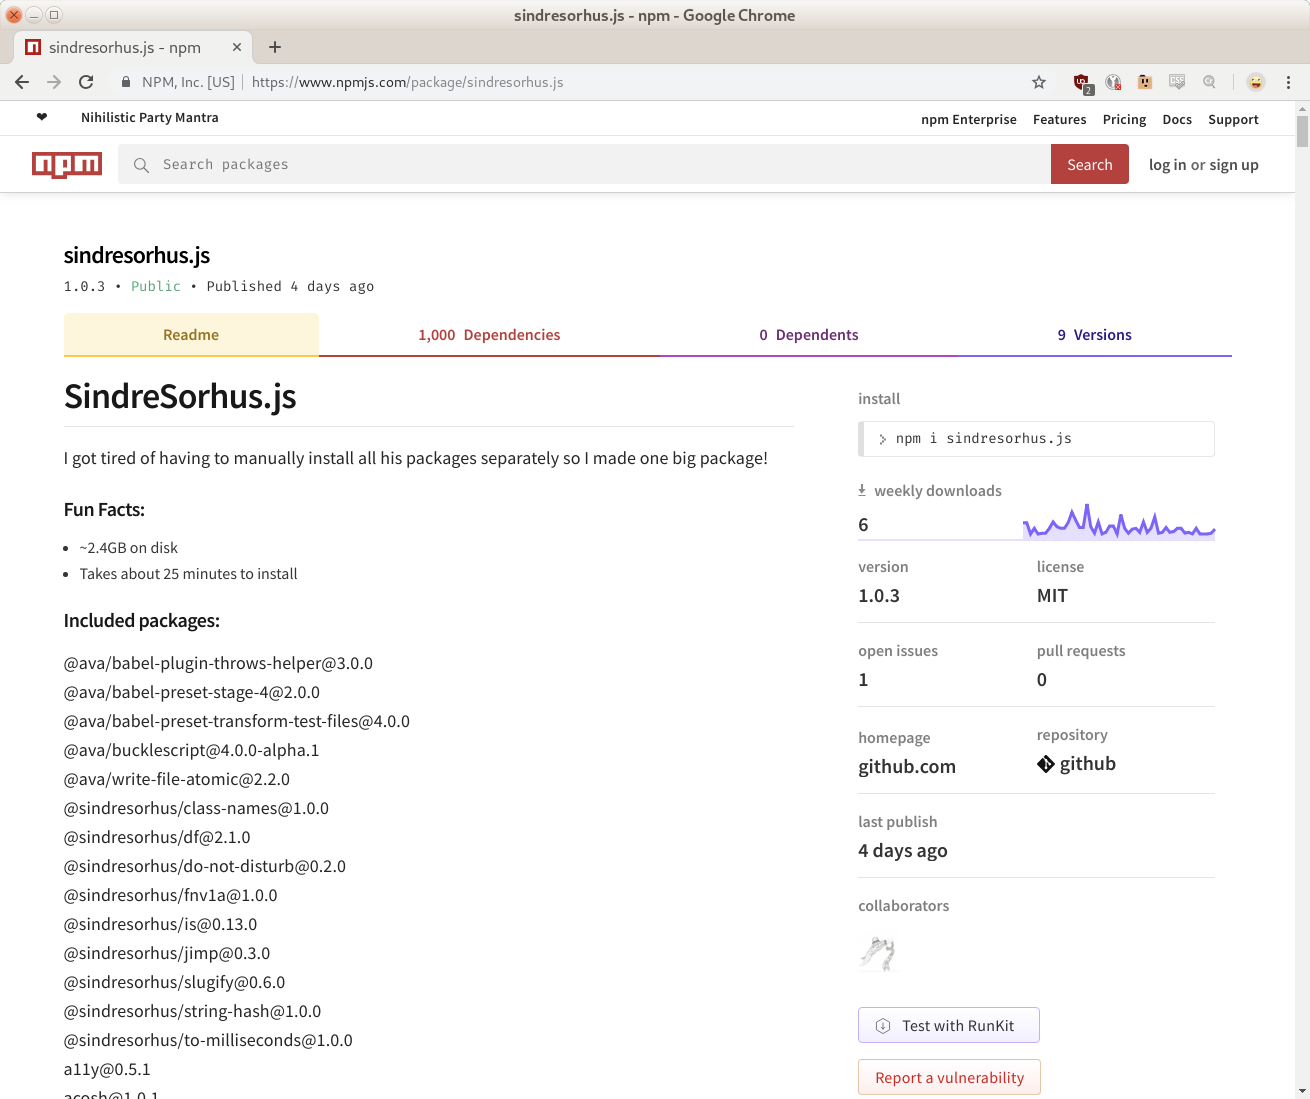 sindresorhus.js - npm - Google Chrome
sindresorhus.js - npm
NPM, Inc. [US] https://www.npmjs.com/package/sindresorhus.js
2
❤ Nihilistic Party Mantra
npm Enterprise Features Pricing Docs Support
npm
Search packages
Search
log in or sign up
sindresorhus.js
1.0.3 • Public • Published 4 days ago
Readme
1,000 Dependencies
0 Dependents
9 Versions
SindreSorhus.js
I got tired of having to manually install all his packages separately so I made one big package!
Fun Facts:
• ~2.4GB on disk
• Takes about 25 minutes to install
Included packages:
@ava/babel-plugin-throws-helper@3.0.0
@ava/babel-preset-stage-4@2.0.0
@ava/babel-preset-transform-test-files@4.0.0
@ava/bucklescript@4.0.0-alpha.1
@ava/write-file-atomic@2.2.0
@sindresorhus/class-names@1.0.0
@sindresorhus/df@2.1.0
@sindresorhus/do-not-disturb@0.2.0
@sindresorhus/fnv1a@1.0.0
@sindresorhus/is@0.13.0
@sindresorhus/jimp@0.3.0
@sindresorhus/slugify@0.6.0
@sindresorhus/string-hash@1.0.0
@sindresorhus/to-milliseconds@1.0.0
a11y@0.5.1
acosh@1.0.1
install
npm i sindresorhus.js
weekly downloads
6
version
1.0.3
license
MIT
open issues
1
pull requests
0
homepage
github.com
repository
github
last publish
4 days ago
collaborators
Test with RunKit
Report a vulnerability